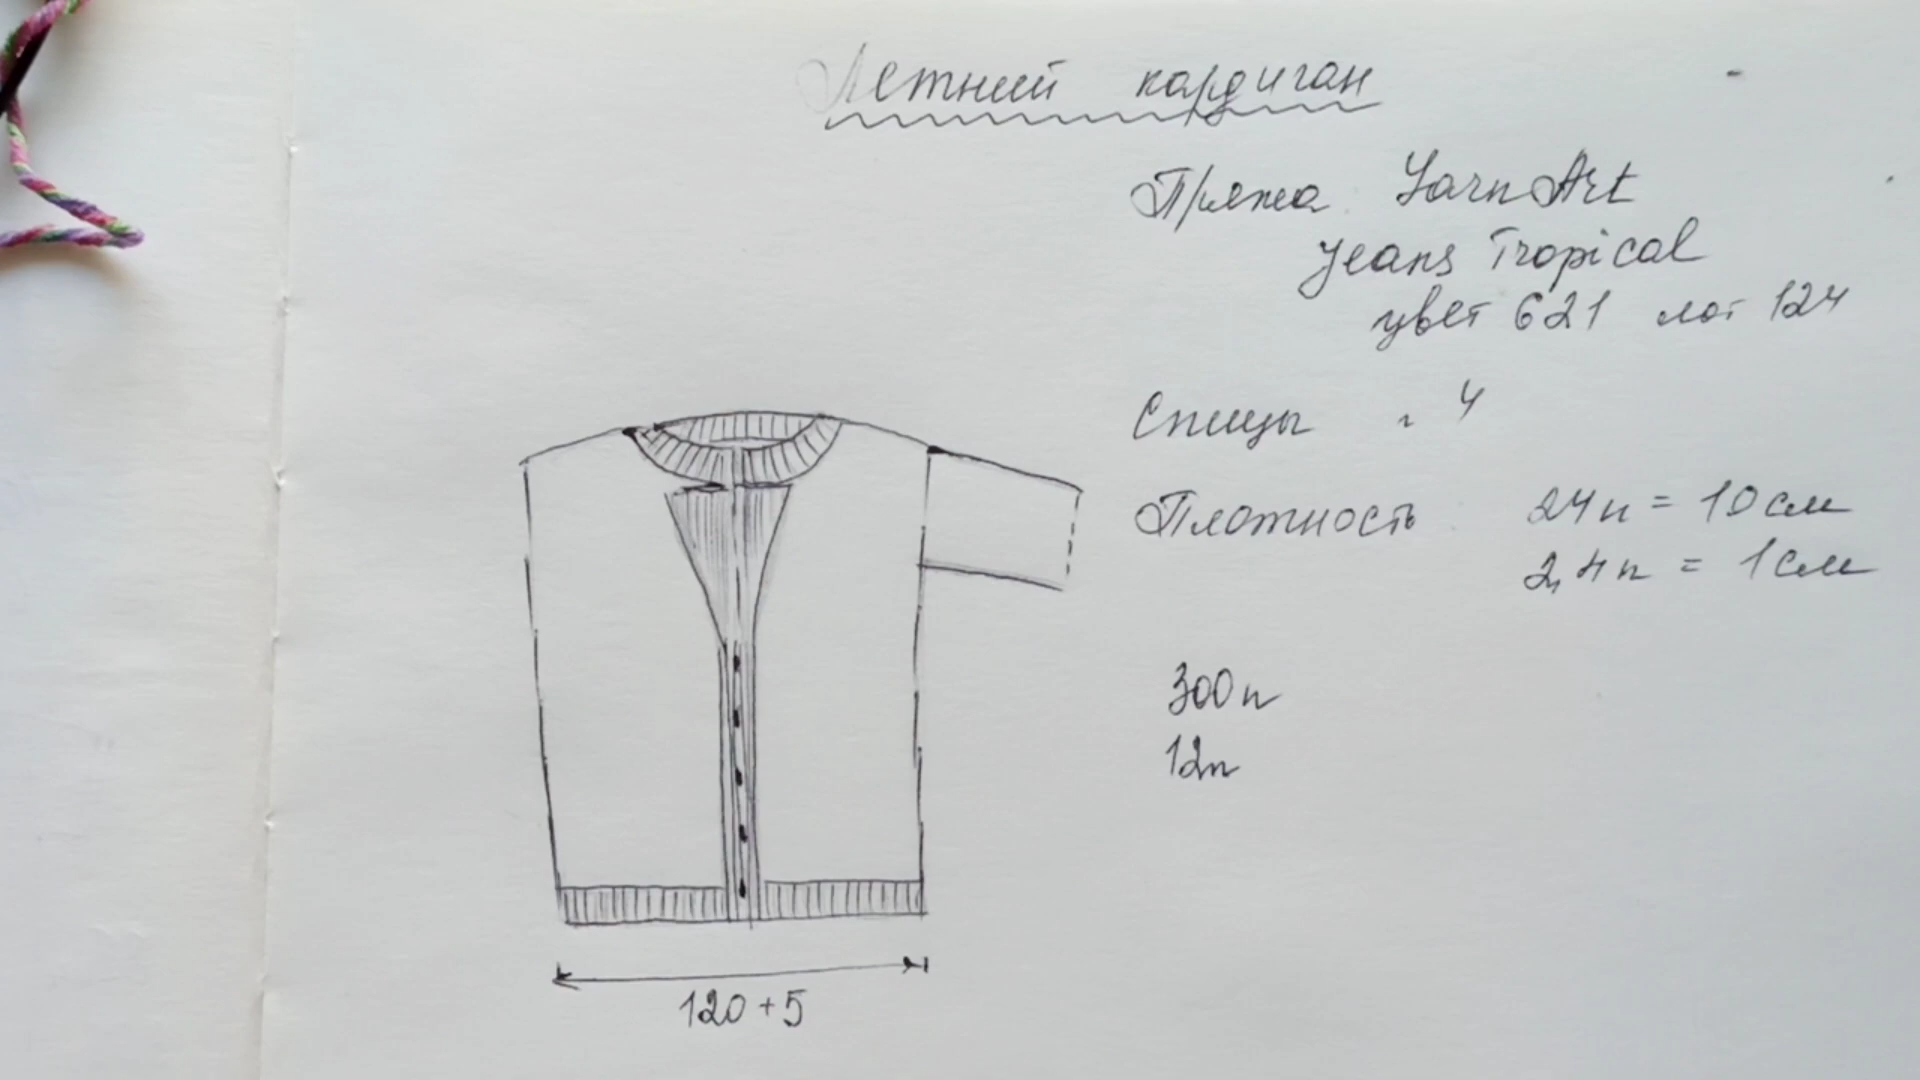 Летний кардиган
Пряжа YarnArt
Jeans Tropical
цвет 621 лот 124
Спицы 4
Плотность 24п = 10см
2,4п = 1см
300п
12п
120 + 5